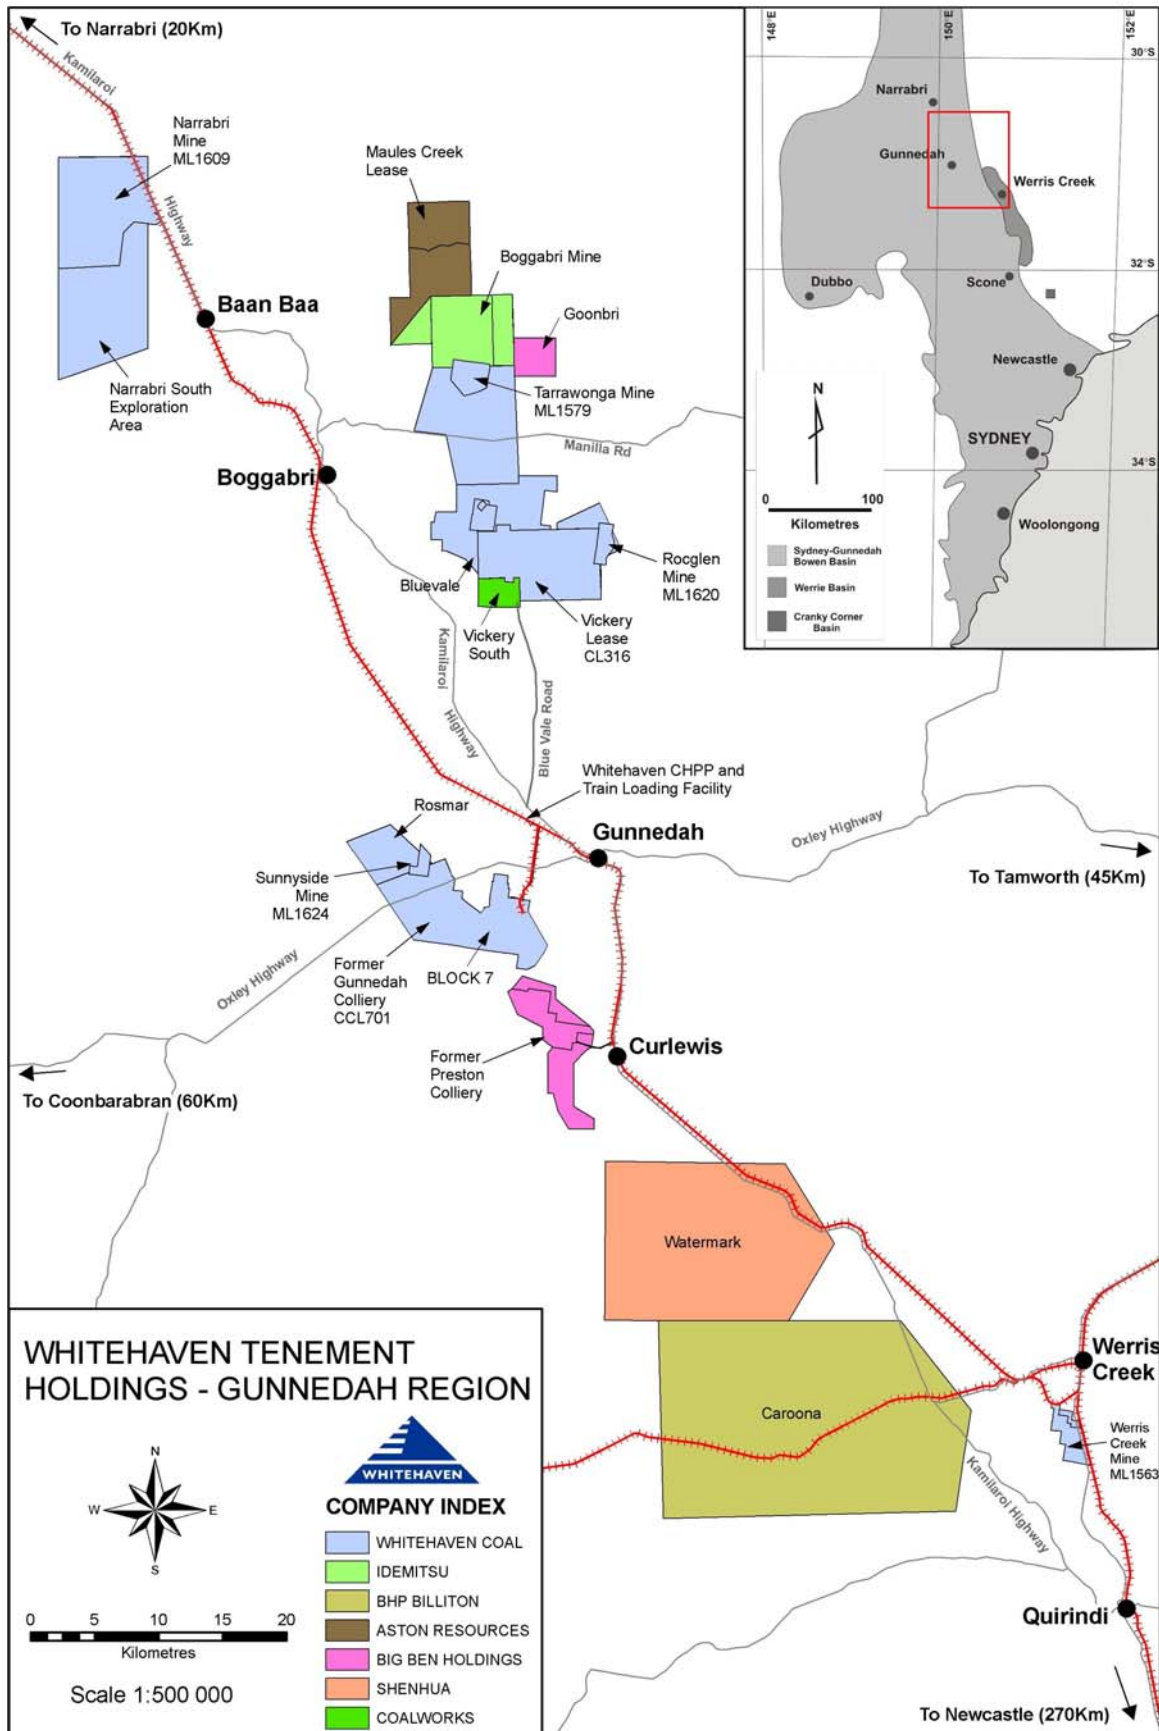 To Narrabri (20Km)
Kamilaroi
Highway
Narrabri
Mine
ML1609
Maules Creek
Lease
Boggabri Mine
Goonbri
Baan Baa
Narrabri South
Exploration
Area
Tarrawonga Mine
ML1579
Manilla Rd
Boggabri
Bluevale
Rocglen
Mine
ML1620
Vickery
South
Vickery
Lease
CL316
Kamilaroi
Highway
Blue Vale Road
Whitehaven CHPP and
Train Loading Facility
Rosmar
Gunnedah
Oxley Highway
To Tamworth (45Km)
Sunnyside
Mine
ML1624
Former
Gunnedah
Colliery
CCL701
BLOCK 7
Oxley Highway
Former
Preston
Colliery
Curlewis
To Coonbarabran (60Km)
Watermark
Caroona
Werris
Creek
Werris
Creek
Mine
ML1563
Kamilaroi Highway
Quirindi
To Newcastle (270Km)
148°E
150°E
152°E
30°S
Narrabri
Gunnedah
Werris Creek
32°S
Dubbo
Scone
Newcastle
N
SYDNEY
34°S
0 100
Kilometres
Woolongong
Sydney-Gunnedah
Bowen Basin
Werrie Basin
Cranky Corner
Basin
WHITEHAVEN TENEMENT
HOLDINGS - GUNNEDAH REGION
N
W E
S
0 5 10 15 20
Kilometres
Scale 1:500 000
WHITEHAVEN
COMPANY INDEX
WHITEHAVEN COAL
IDEMITSU
BHP BILLITON
ASTON RESOURCES
BIG BEN HOLDINGS
SHENHUA
COALWORKS